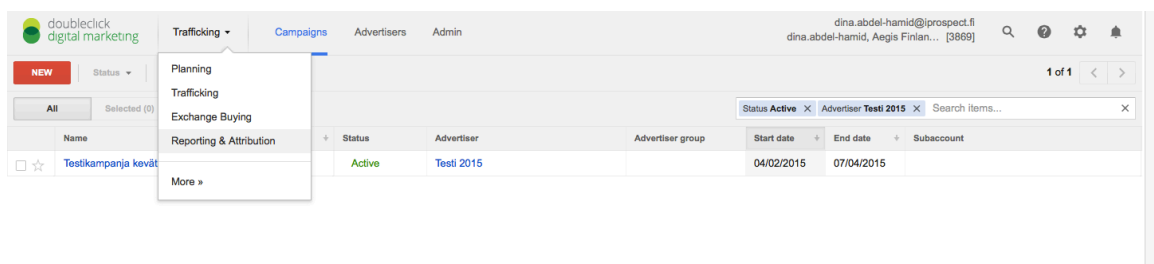 doubleclick
digital marketing
Trafficking
Campaigns
Advertisers
Admin
dina.abdel-hamid@iprospect.fi
dina.abdel-hamid, Aegis Finlan... [3869]
NEW
Status
1 of 1
Planning
Trafficking
Exchange Buying
Reporting & Attribution
More »
All
Selected (0)
Status Active X Advertiser Testi 2015 X Search items... X
Name
Status
Advertiser
Advertiser group
Start date
End date
Subaccount
Testikampanja kevät
Active
Testi 2015
04/02/2015
07/04/2015